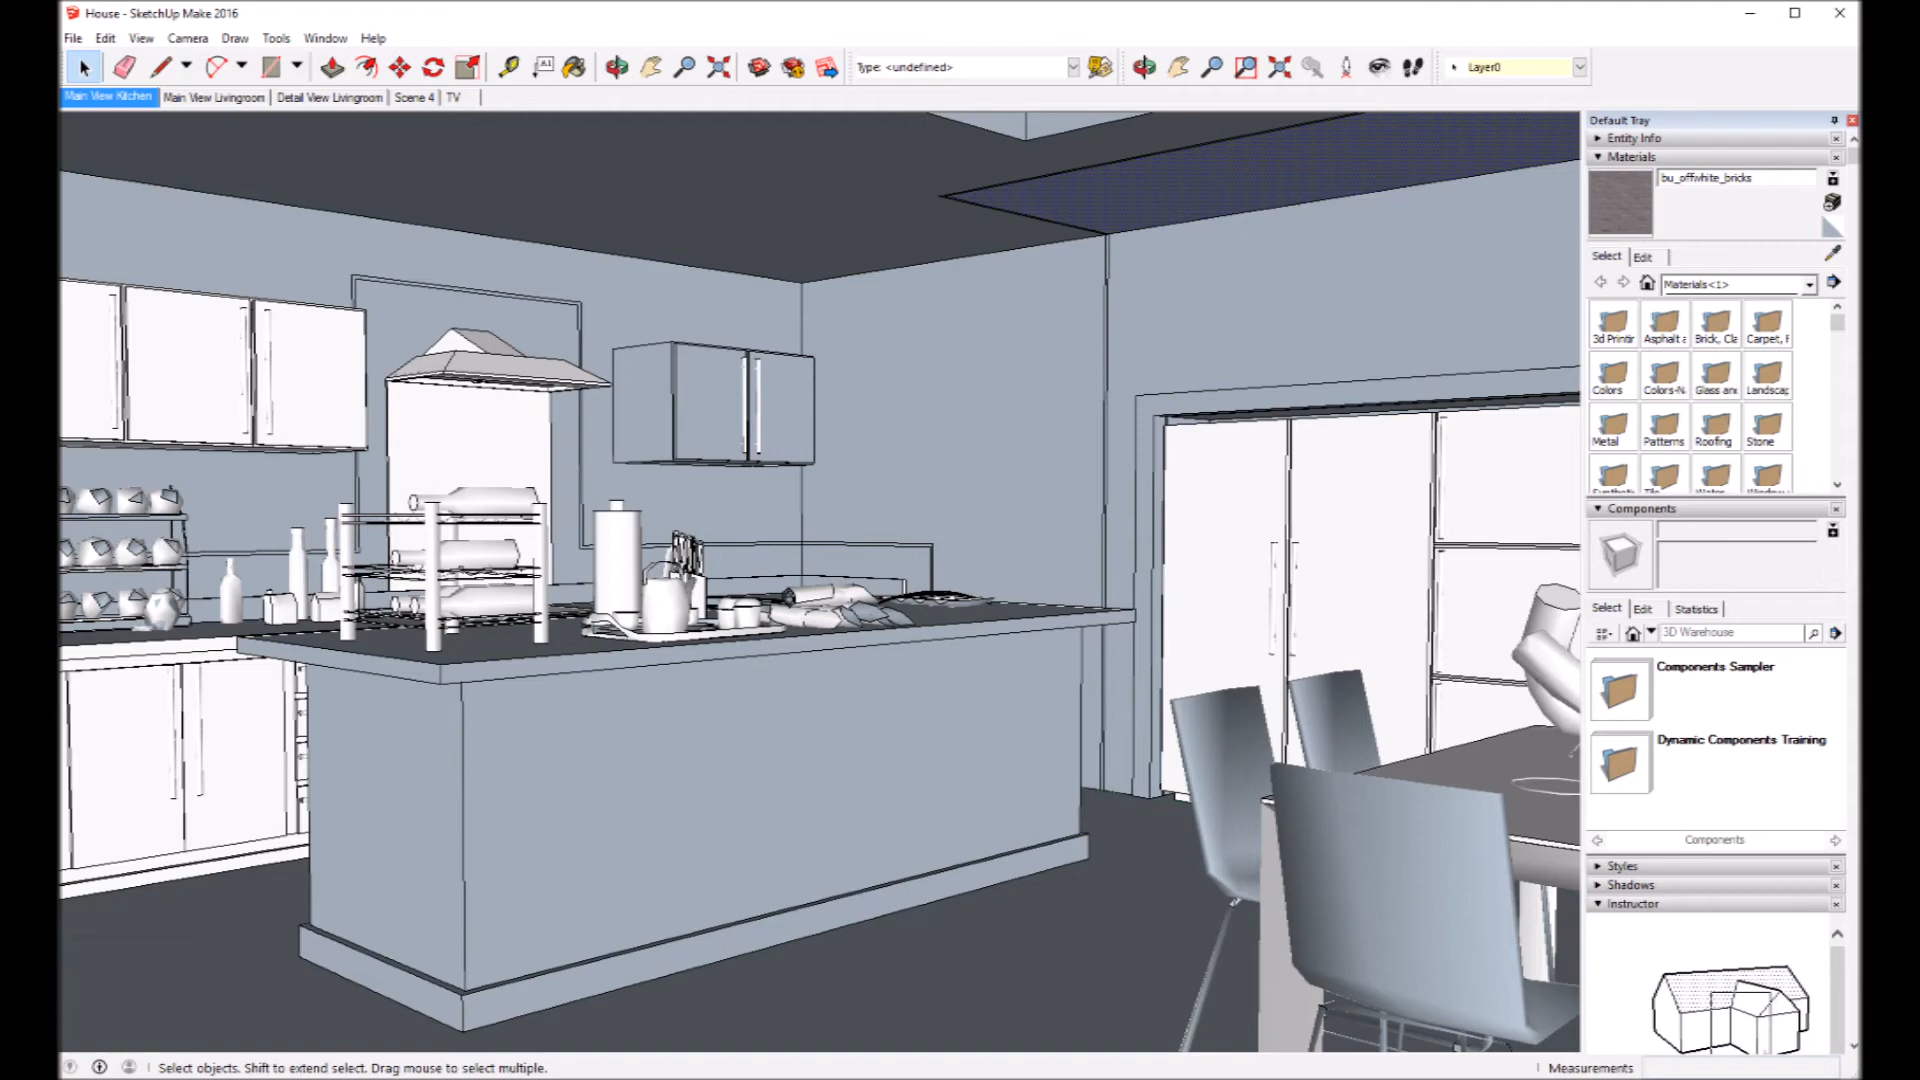 House - SketchUp Make 2016
File Edit View Camera Draw Tools Window Help
A1
Type: <undefined>
Layer0
Main View Kitchen Main View Livingroom Detail View Livingroom Scene 4 TV
Default Tray
Entity Info
Materials
bu_offwhite_bricks
Select Edit
Materials<1>
3d Printir Asphalt a Brick, Cla Carpet, F
Colors Colors-N Glass and Landscap
Metal Patterns Roofing Stone
Components
Select Edit Statistics
3D Warehouse
Components Sampler
Dynamic Components Training
Components
Styles
Shadows
Instructor
Select objects. Shift to extend select. Drag mouse to select multiple.
Measurements